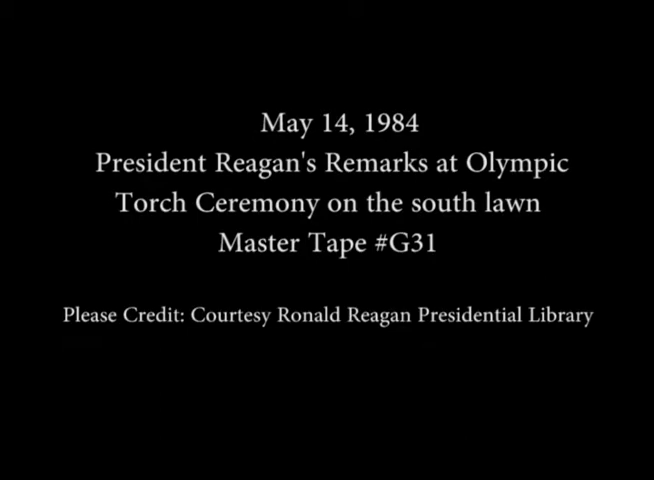 May 14, 1984
President Reagan's Remarks at Olympic
Torch Ceremony on the south lawn
Master Tape #G31
Please Credit: Courtesy Ronald Reagan Presidential Library